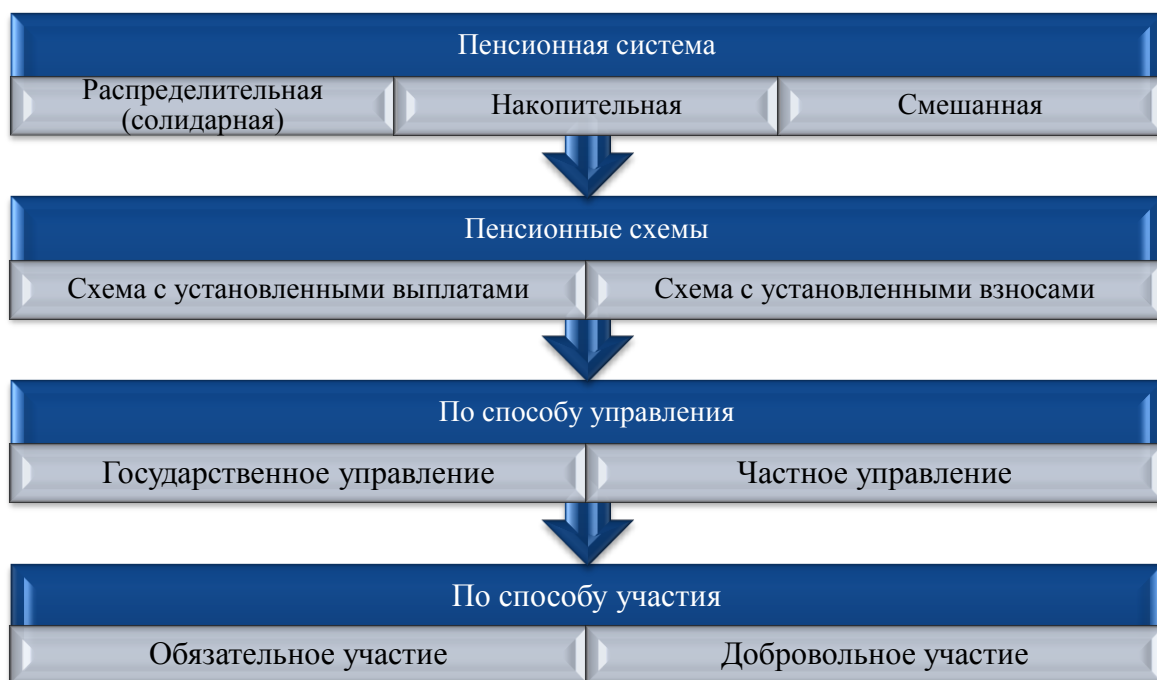 Пенсионная система
Распределительная
(солидарная)
Накопительная
Смешанная
Пенсионные схемы
Схема с установленными выплатами
Схема с установленными взносами
По способу управления
Государственное управление
Частное управление
По способу участия
Обязательное участие
Добровольное участие